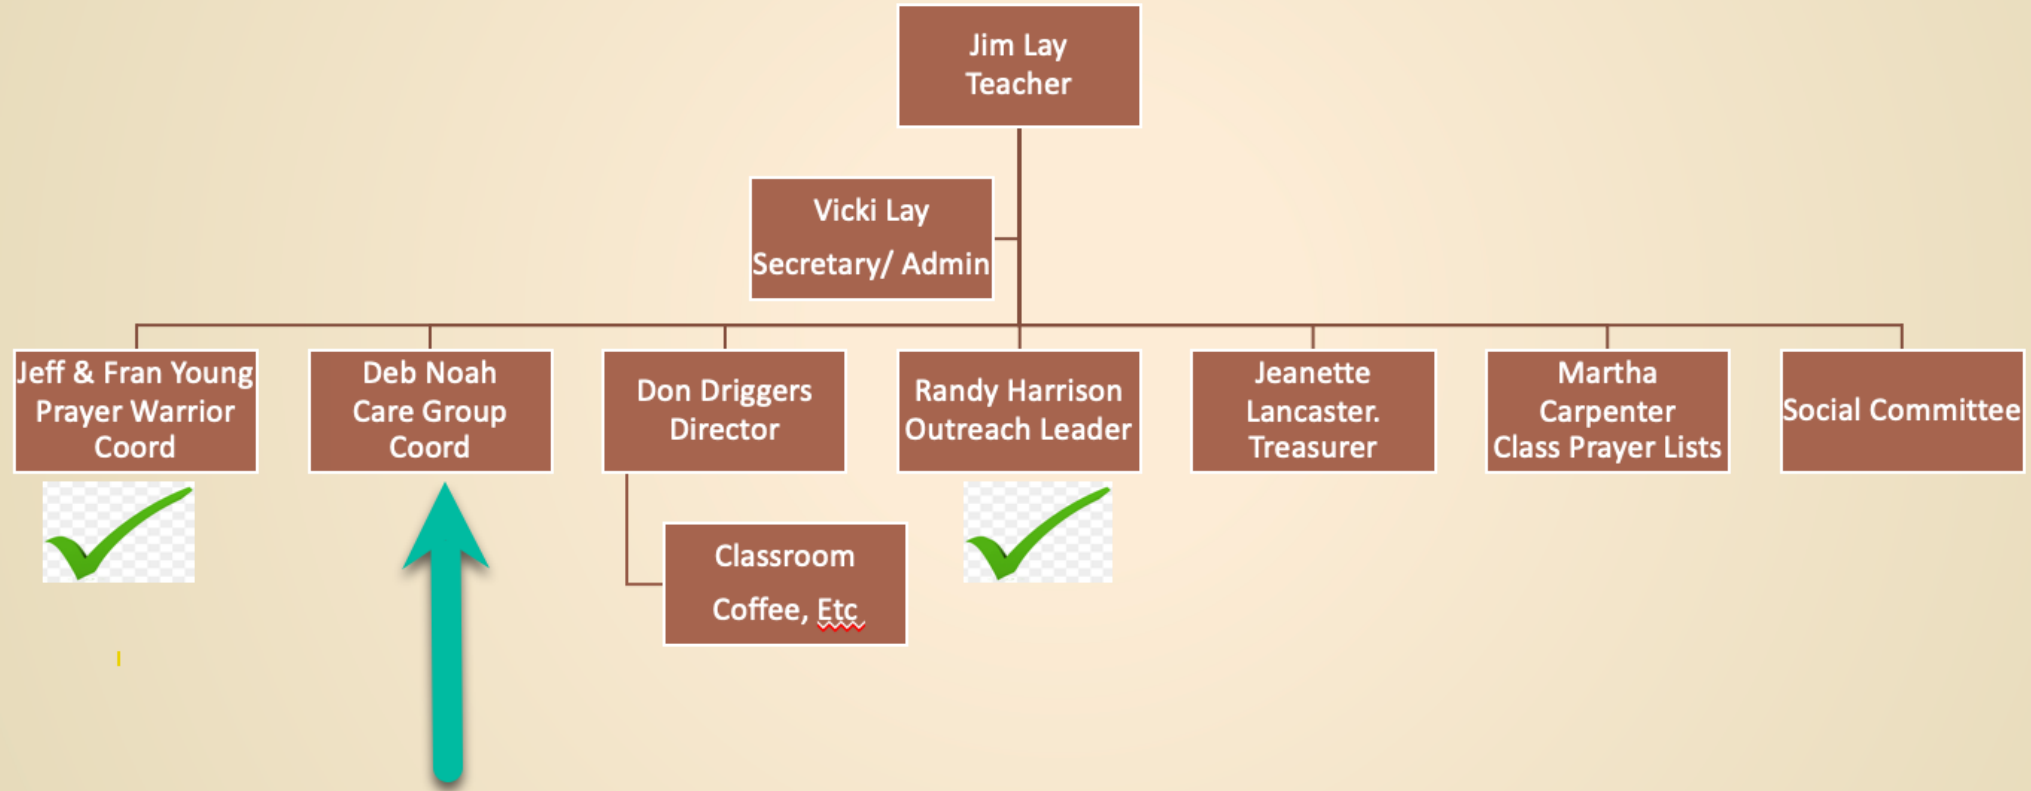 Jim Lay
Teacher
Vicki Lay
Secretary/ Admin
Jeff & Fran Young
Prayer Warrior
Coord
Deb Noah
Care Group
Coord
Don Driggers
Director
Randy Harrison
Outreach Leader
Jeanette
Lancaster.
Treasurer
Martha
Carpenter
Class Prayer Lists
Social Committee
Classroom
Coffee, Etc